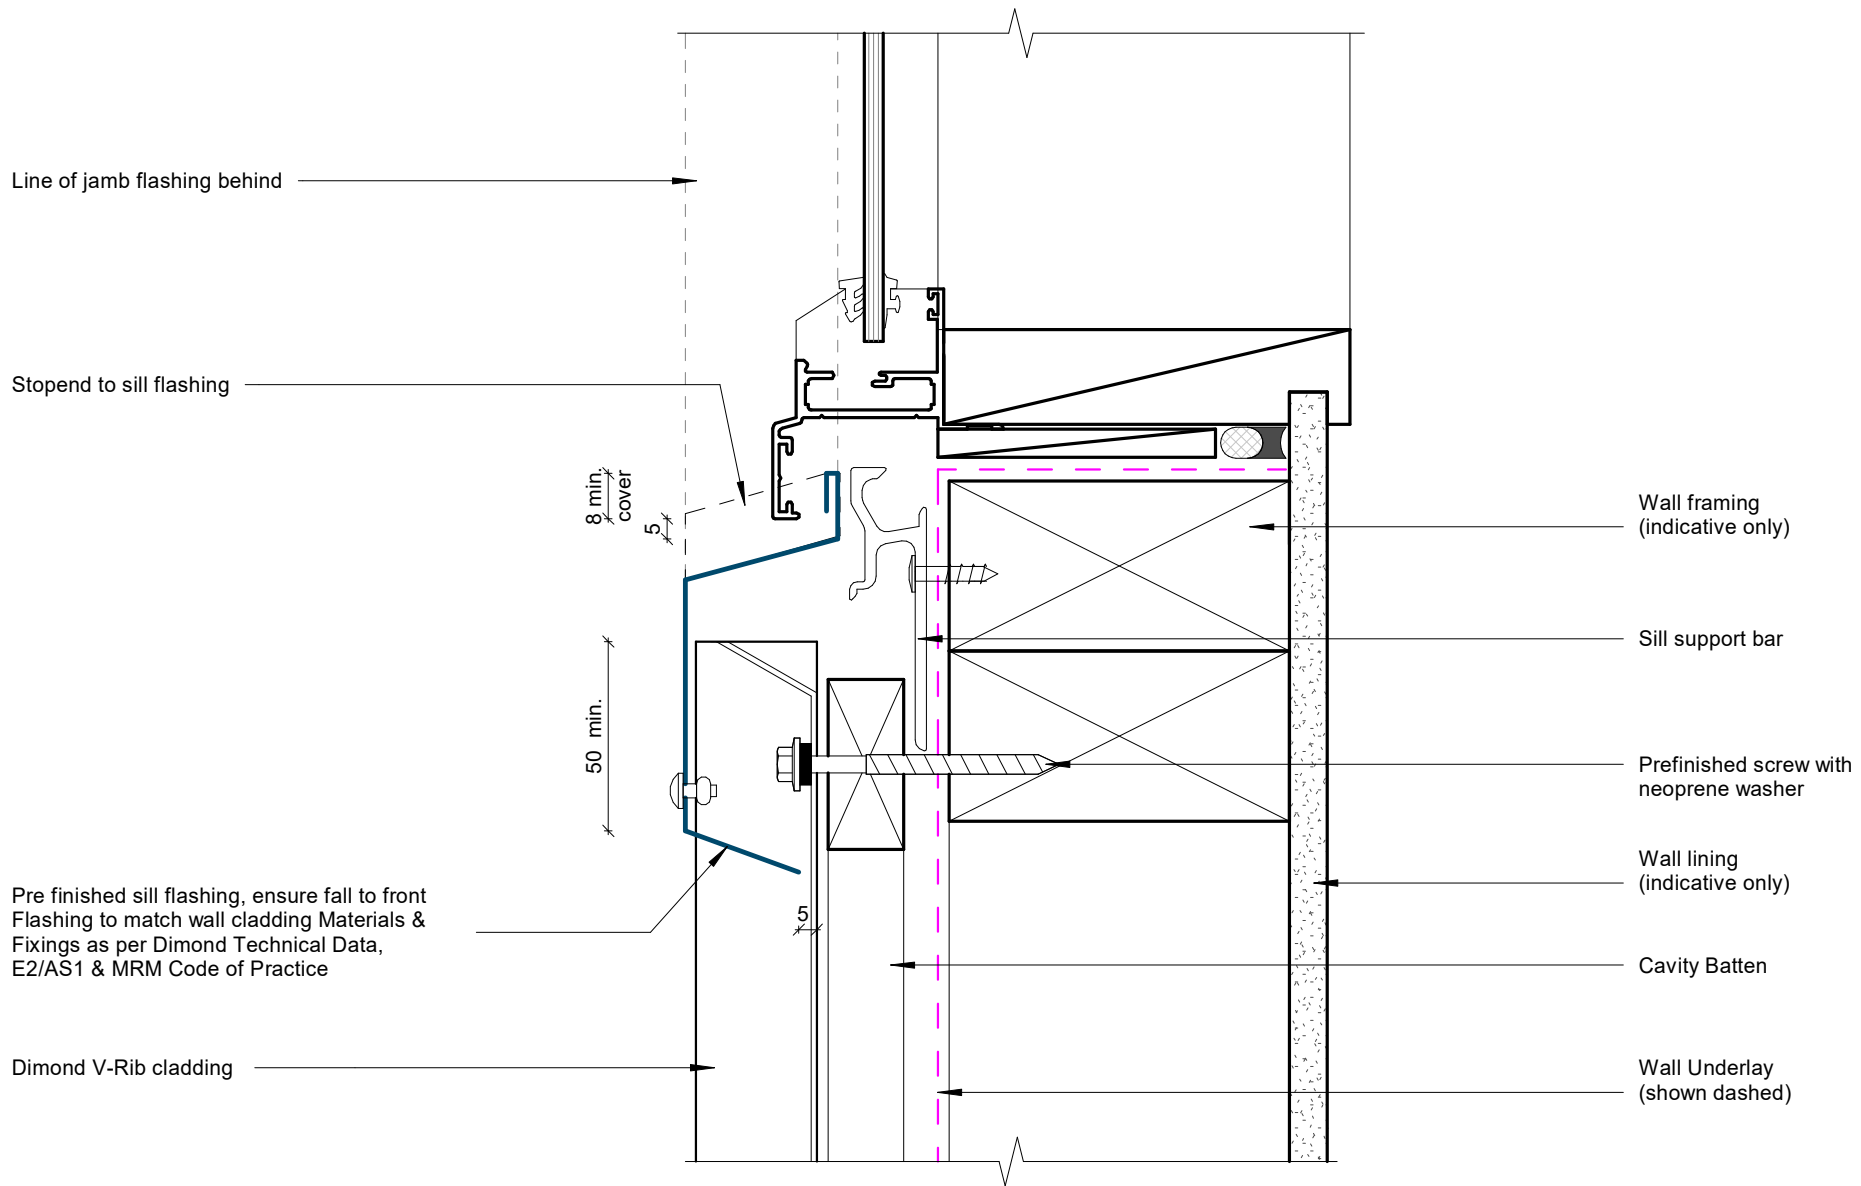 Line of jamb flashing behind
Stopend to sill flashing
8 min.
cover
5
50 min.
Pre finished sill flashing, ensure fall to front
Flashing to match wall cladding Materials &
Fixings as per Dimond Technical Data,
E2/AS1 & MRM Code of Practice
5
Dimond V-Rib cladding
Wall framing
(indicative only)
Sill support bar
Prefinished screw with
neoprene washer
Wall lining
(indicative only)
Cavity Batten
Wall Underlay
(shown dashed)